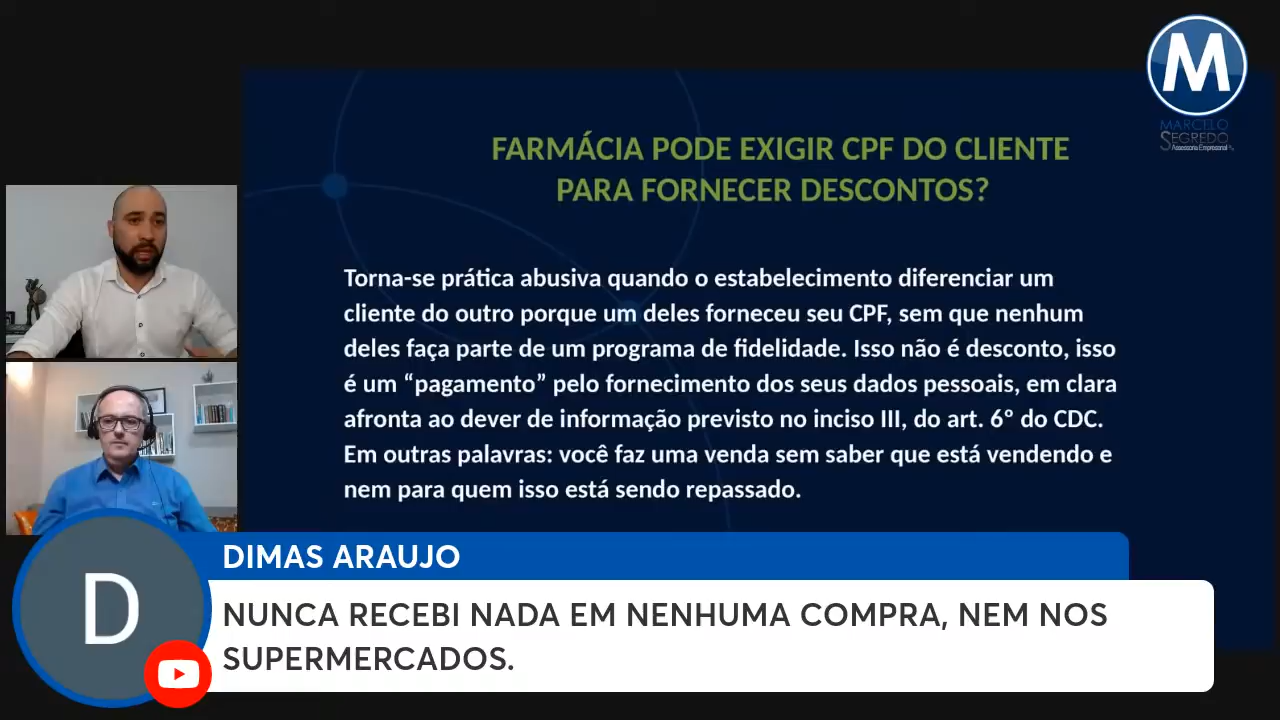 M
MARCELO
SEGREDO
Assessoria Empresarial
FARMÁCIA PODE EXIGIR CPF DO CLIENTE
PARA FORNECER DESCONTOS?
Torna-se prática abusiva quando o estabelecimento diferenciar um
cliente do outro porque um deles forneceu seu CPF, sem que nenhum
deles faça parte de um programa de fidelidade. Isso não é desconto, isso
é um “pagamento” pelo fornecimento dos seus dados pessoais, em clara
afronta ao dever de informação previsto no inciso III, do art. 6º do CDC.
Em outras palavras: você faz uma venda sem saber que está vendendo e
nem para quem isso está sendo repassado.
D
DIMAS ARAUJO
NUNCA RECEBI NADA EM NENHUMA COMPRA, NEM NOS
SUPERMERCADOS.